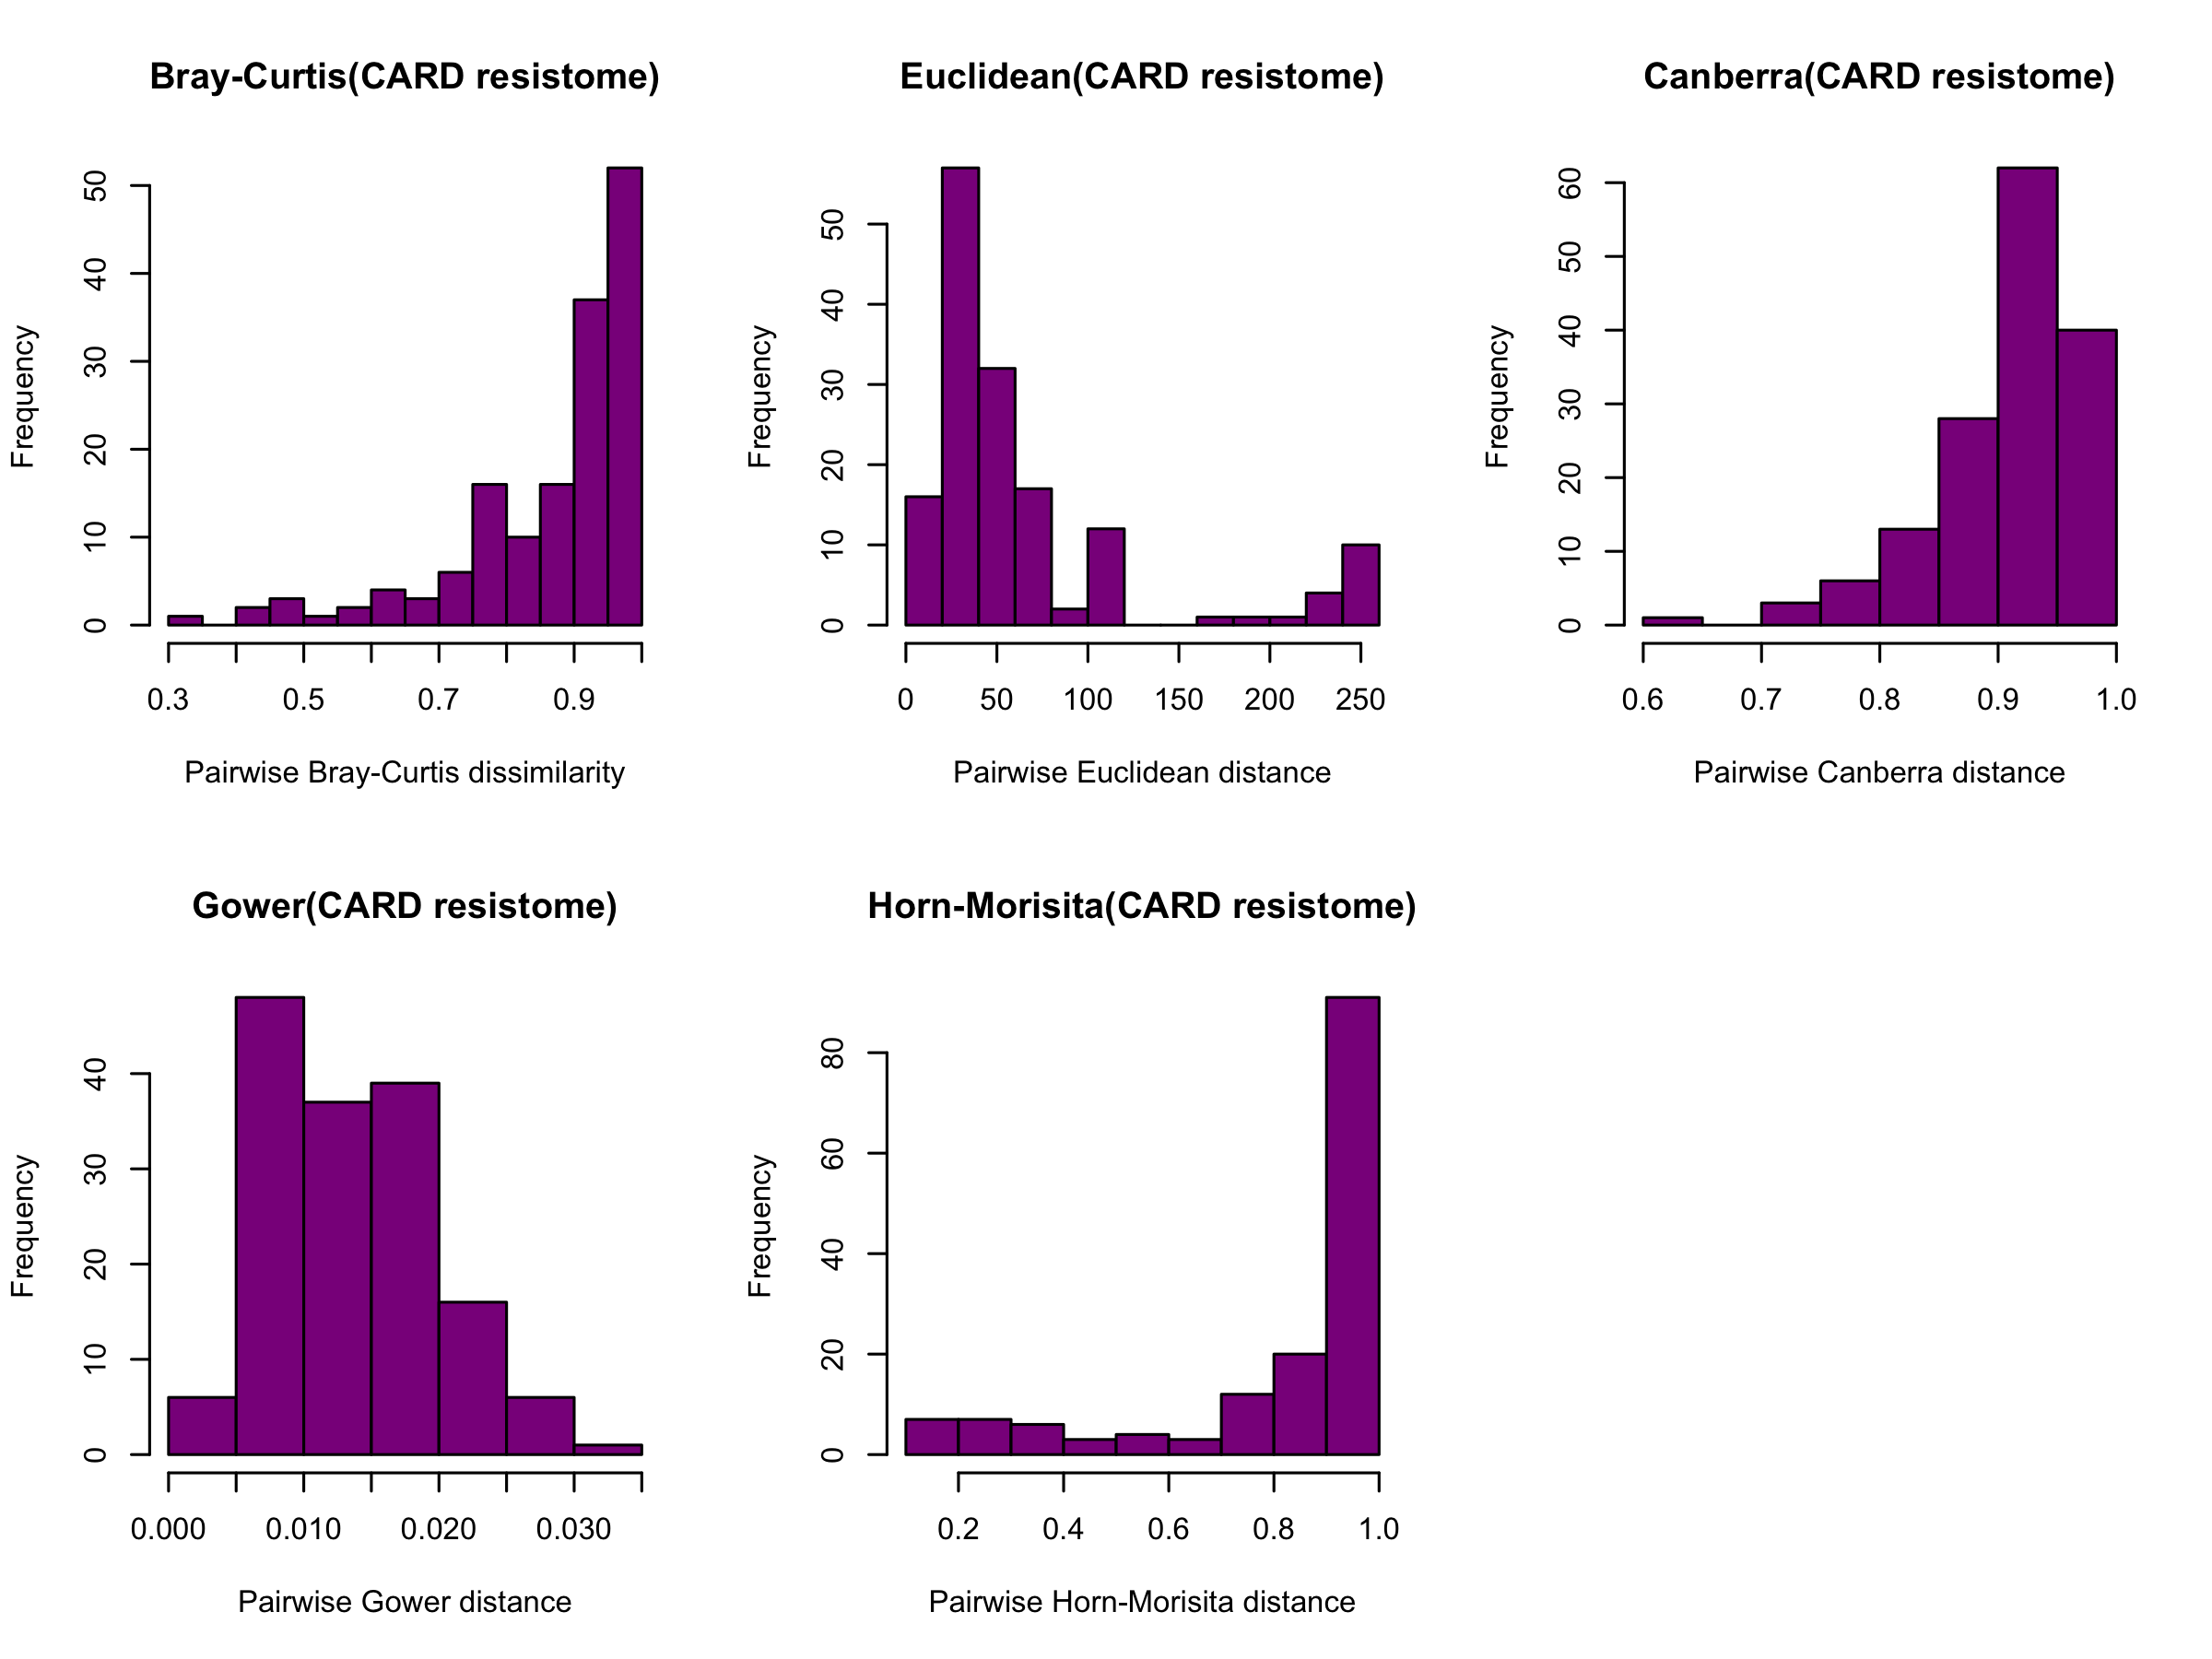 Bray-Curtis(CARD resistome)
Frequency
0 10 20 30 40 50
0.3 0.5 0.7 0.9
Pairwise Bray-Curtis dissimilarity
Euclidean(CARD resistome)
Frequency
0 10 20 30 40 50
0 50 100 150 200 250
Pairwise Euclidean distance
Canberra(CARD resistome)
Frequency
0 10 20 30 40 50 60
0.6 0.7 0.8 0.9 1.0
Pairwise Canberra distance
Gower(CARD resistome)
Frequency
0 10 20 30 40
0.000 0.010 0.020 0.030
Pairwise Gower distance
Horn-Morisita(CARD resistome)
Frequency
0 20 40 60 80
0.2 0.4 0.6 0.8 1.0
Pairwise Horn-Morisita distance